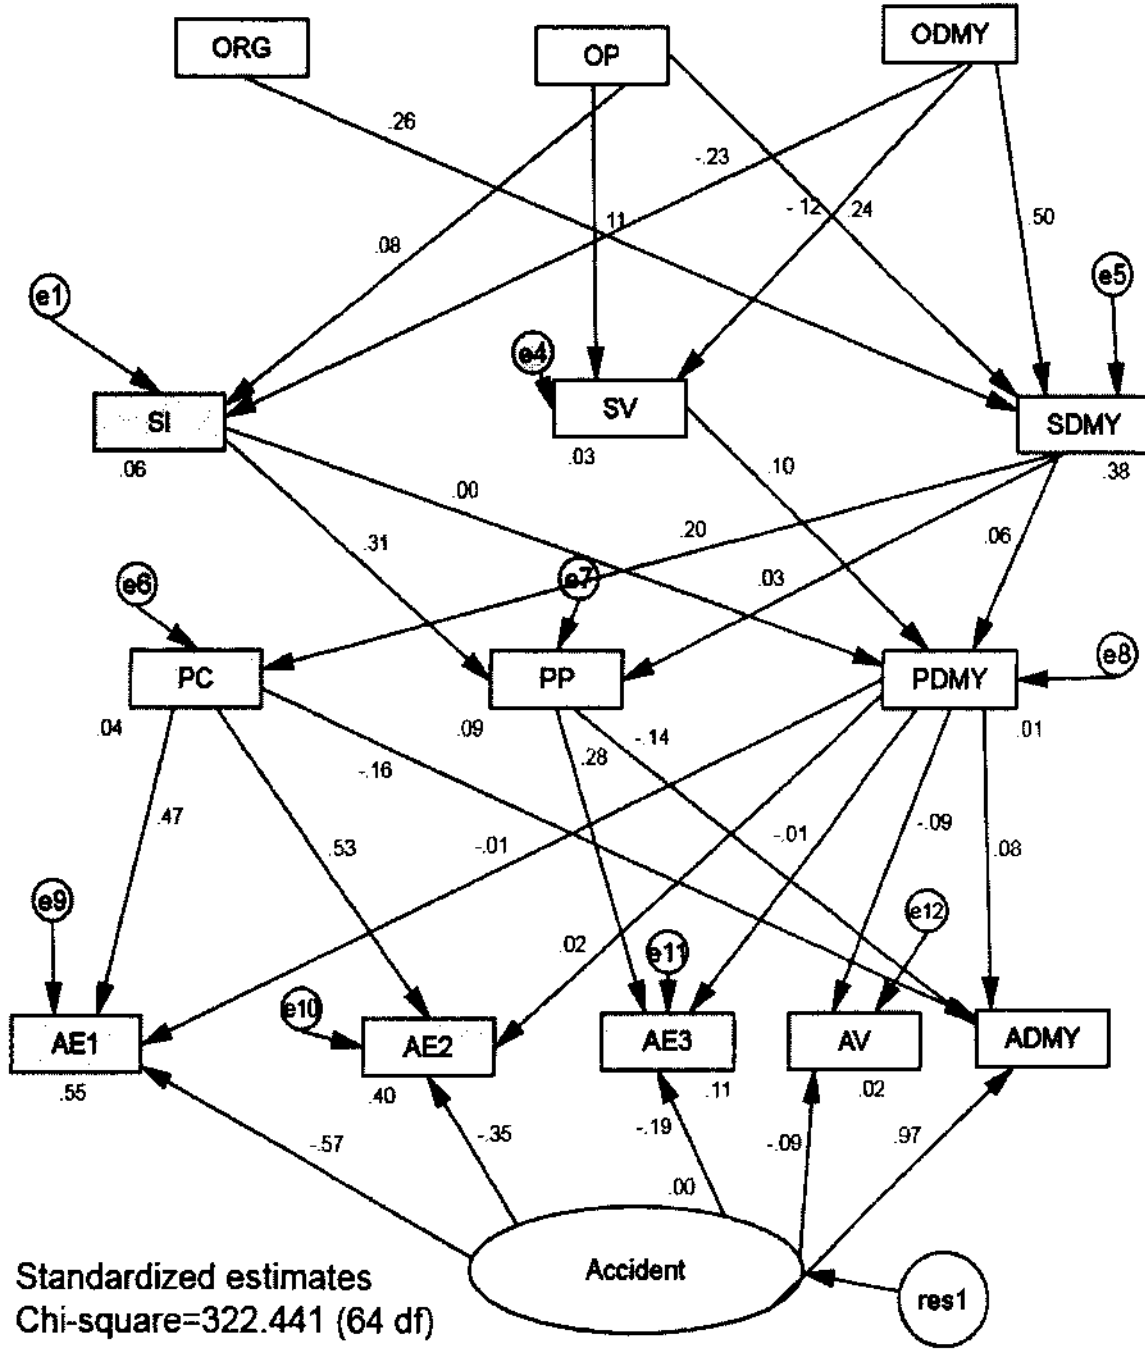 ORG
OP
ODMY
.26
-.23
-.12
.24
.11
.50
.08
e1
e5
e4
SI
SV
SDMY
.06
.03
.38
.10
.00
.20
.06
.31
.03
e6
e7
e8
PC
PP
PDMY
.04
.09
.01
-.14
.28
-.16
.47
.53
-.01
-.01
-.09
.08
e9
e12
.02
e11
e10
AE1
AE2
AE3
AV
ADMY
.55
.40
.11
.02
-.57
-.35
-.19
-.09
.97
.00
Accident
res1
Standardized estimates
Chi-square=322.441 (64 df)